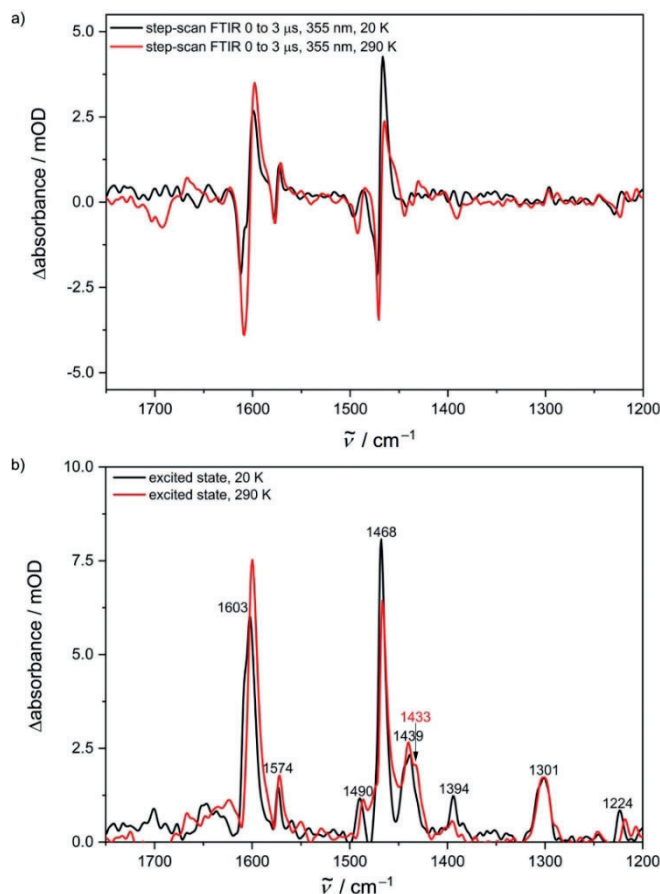 a)
step-scan FTIR 0 to 3 μs, 355 nm, 20 K
step-scan FTIR 0 to 3 μs, 355 nm, 290 K
5.0
2.5
0.0
-2.5
-5.0
Δabsorbance / mOD
1700 1600 1500 1400 1300 1200
ṽ / cm⁻¹
b)
excited state, 20 K
excited state, 290 K
10.0
7.5
5.0
2.5
0.0
Δabsorbance / mOD
1603
1574
1490
1468
1433
1439
1394
1301
1224
1700 1600 1500 1400 1300 1200
ṽ / cm⁻¹